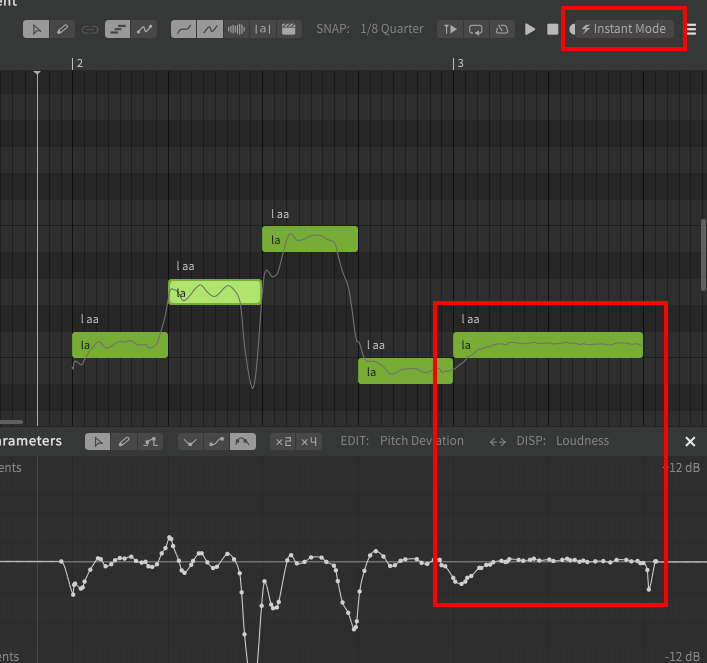 ent
SNAP: 1/8 Quarter
Instant Mode
2
3
l aa
la
l aa
la
l aa
la
l aa
la
l aa
la
arameters
×2 ×4
EDIT: Pitch Deviation
DISP: Loudness
ents
+12 dB
ents
-12 dB